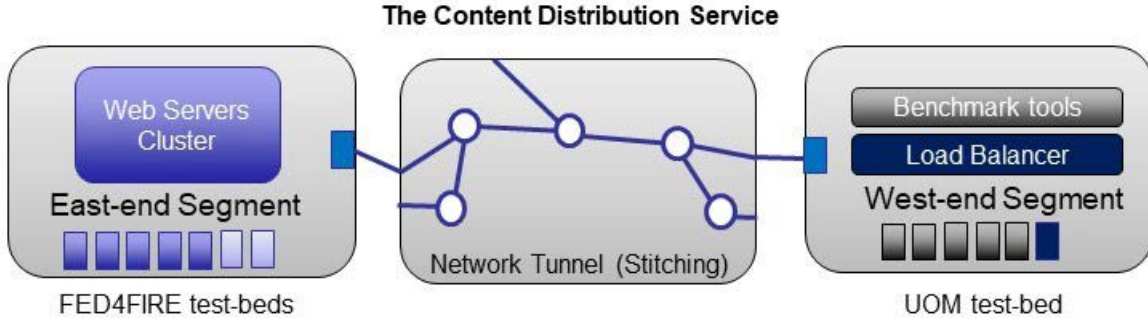 The Content Distribution Service
Web Servers
Cluster
East-end Segment
FED4FIRE test-beds
Network Tunnel (Stitching)
Benchmark tools
Load Balancer
West-end Segment
UOM test-bed